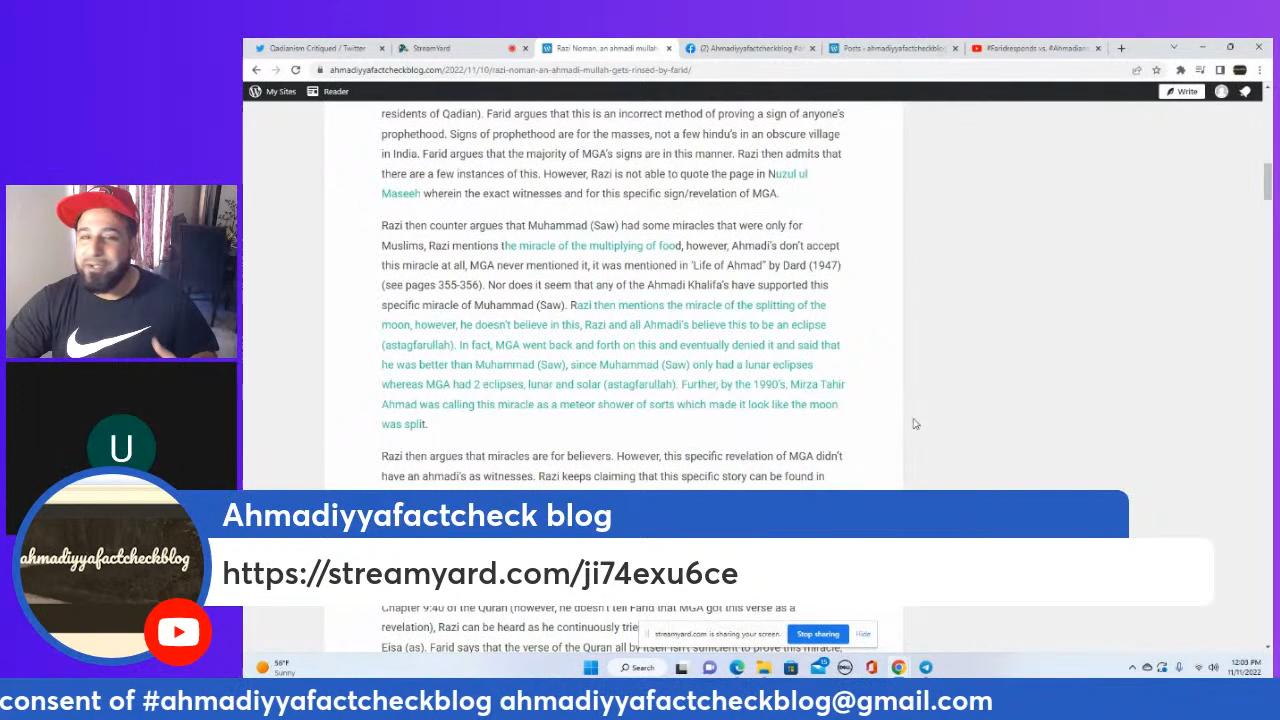 Qadianism Critiqued / Twitter
StreamYard
Razi Noman, an ahmadi mullah
(2) Ahmadiyyafactcheckblog #a
Posts ‹ ahmadiyyafactcheckblog
#Faridresponds vs. #Ahmadian
ahmadiyyafactcheckblog.com/2022/11/10/razi-noman-an-ahmadi-mullah-gets-rinsed-by-farid/
My Sites Reader Write
residents of Qadian). Farid argues that this is an incorrect method of proving a sign of anyone's
prophethood. Signs of prophethood are for the masses, not a few hindu's in an obscure village
in India. Farid argues that the majority of MGA's signs are in this manner. Razi then admits that
there are a few instances of this. However, Razi is not able to quote the page in Nuzul ul
Maseeh wherein the exact witnesses and for this specific sign/revelation of MGA.
Razi then counter argues that Muhammad (Saw) had some miracles that were only for
Muslims, Razi mentions the miracle of the multiplying of food, however, Ahmadi's don't accept
this miracle at all, MGA never mentioned it, it was mentioned in 'Life of Ahmad" by Dard (1947)
(see pages 355-356). Nor does it seem that any of the Ahmadi Khalifa's have supported this
specific miracle of Muhammad (Saw). Razi then mentions the miracle of the splitting of the
moon, however, he doesn't believe in this, Razi and all Ahmadi's believe this to be an eclipse
(astagfarullah). In fact, MGA went back and forth on this and eventually denied it and said that
he was better than Muhammad (Saw), since Muhammad (Saw) only had a lunar eclipses
whereas MGA had 2 eclipses, lunar and solar (astagfarullah). Further, by the 1990's, Mirza Tahir
Ahmad was calling this miracle as a meteor shower of sorts which made it look like the moon
was split.
Razi then argues that miracles are for believers. However, this specific revelation of MGA didn't
have an ahmadi's as witnesses. Razi keeps claiming that this specific story can be found in
U
ahmadiyyafactcheckblog
Ahmadiyyafactcheck blog
https://streamyard.com/ji74exu6ce
Chapter 9:40 of the Quran (however, he doesn't tell Farid that MGA got this verse as a
revelation), Razi can be heard as he continuously trie
Eisa (as). Farid says that the verse of the Quran all by itself isn't sufficient to prove this miracle,
streamyard.com is sharing your screen. Stop sharing Hide
56°F
Sunny
Search
12:03 PM
11/11/2022
consent of #ahmadiyyafactcheckblog ahmadiyyafactcheckblog@gmail.com